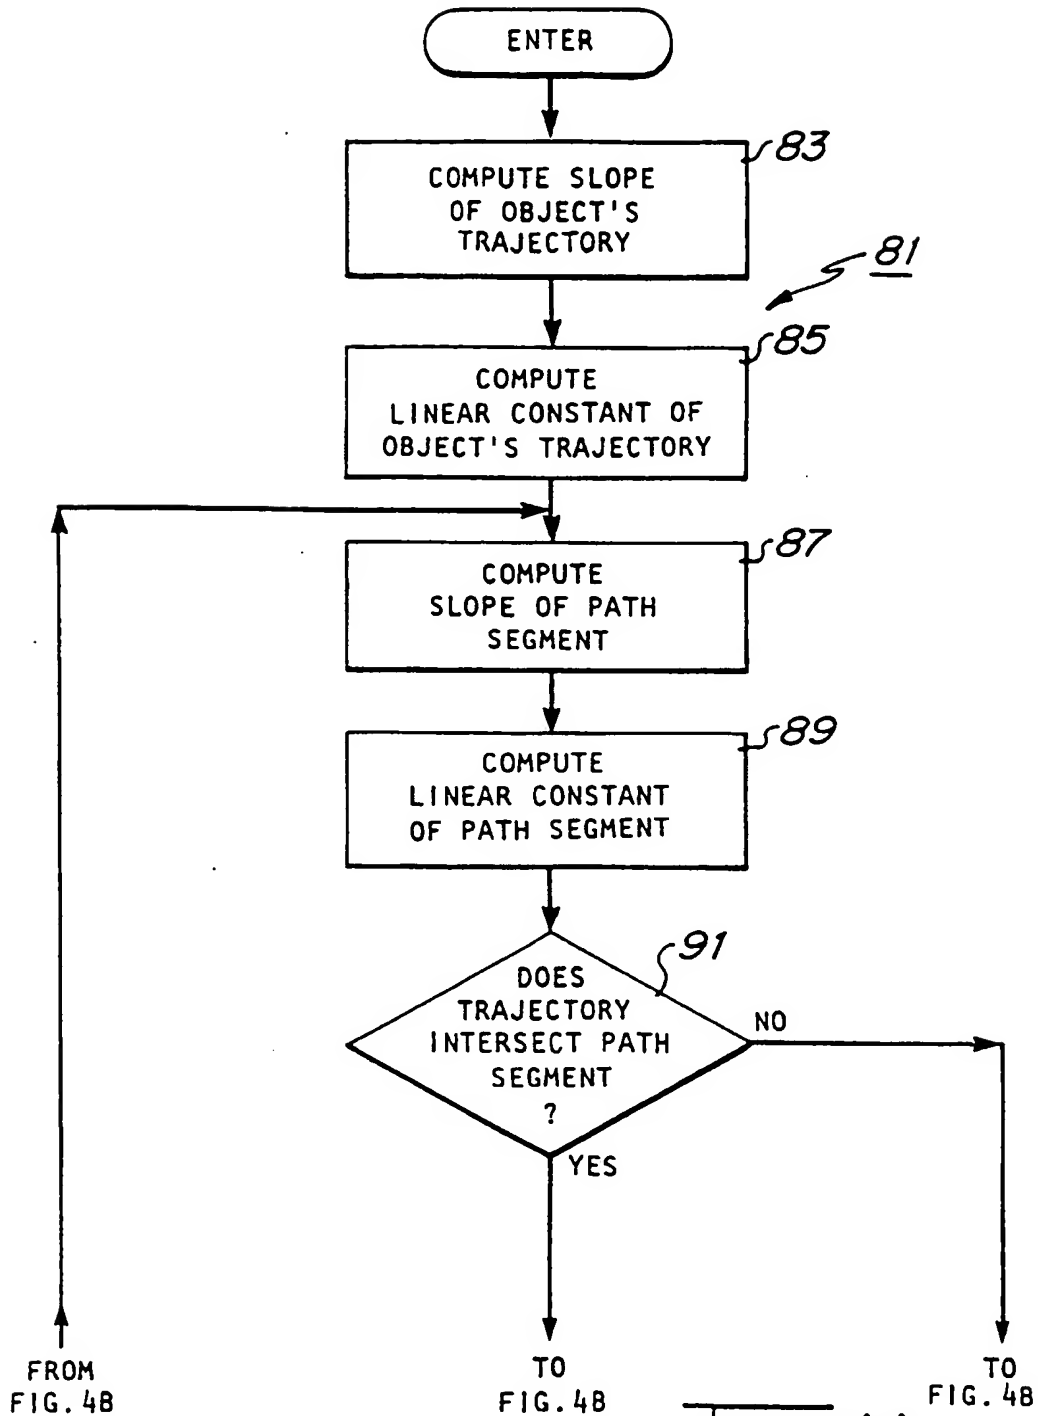 ENTER
83
COMPUTE SLOPE
OF OBJECT'S
TRAJECTORY
81
85
COMPUTE
LINEAR CONSTANT OF
OBJECT'S TRAJECTORY
87
COMPUTE
SLOPE OF PATH
SEGMENT
89
COMPUTE
LINEAR CONSTANT
OF PATH SEGMENT
91
DOES
TRAJECTORY
INTERSECT PATH
SEGMENT
?
NO
YES
FROM
FIG.4B
TO
FIG.4B
TO
FIG.4B